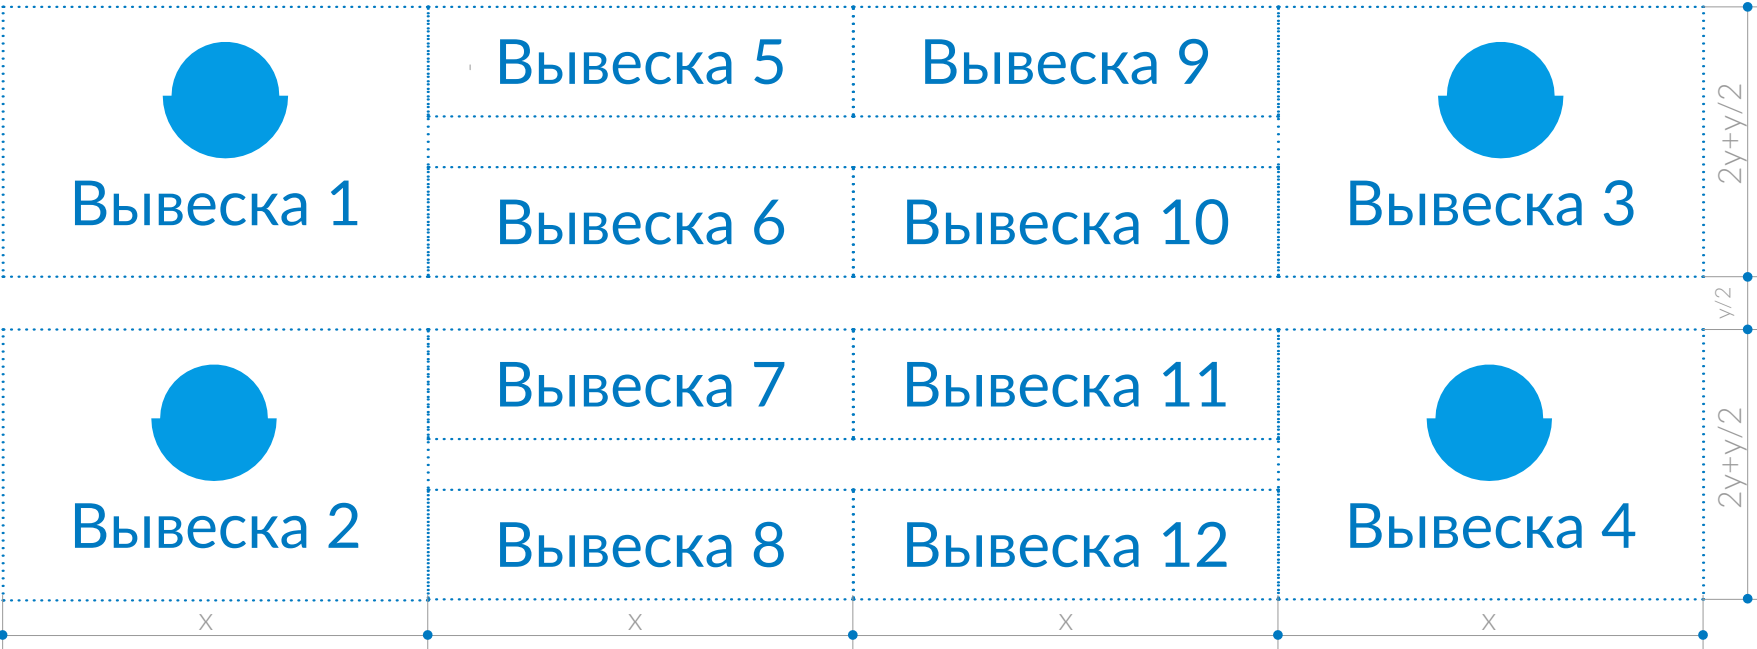 Вывеска 1
Вывеска 5
Вывеска 9
Вывеска 3
Вывеска 6
Вывеска 10
2y+y/2
y/2
Вывеска 2
Вывеска 7
Вывеска 11
Вывеска 4
Вывеска 8
Вывеска 12
2y+y/2
x
x
x
x